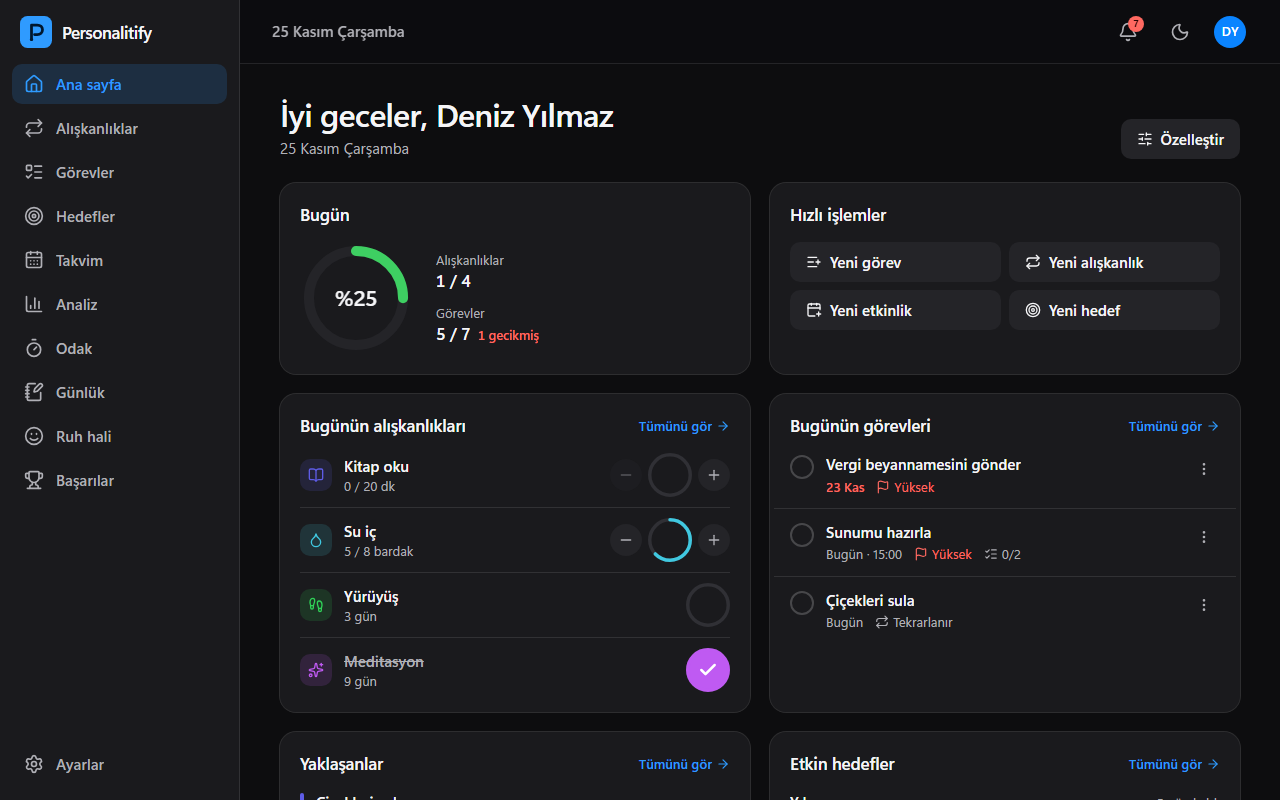 P Personalitify
Ana sayfa
Alışkanlıklar
Görevler
Hedefler
Takvim
Analiz
Odak
Günlük
Ruh hali
Başarılar
Ayarlar
25 Kasım Çarşamba
7
DY
İyi geceler, Deniz Yılmaz
25 Kasım Çarşamba
Özelleştir
Bugün
%25
Alışkanlıklar
1 / 4
Görevler
5 / 7 1 gecikmiş
Hızlı işlemler
Yeni görev
Yeni alışkanlık
Yeni etkinlik
Yeni hedef
Bugünün alışkanlıkları
Tümünü gör →
Kitap oku
0 / 20 dk
Su iç
5 / 8 bardak
Yürüyüş
3 gün
Meditasyon
9 gün
Bugünün görevleri
Tümünü gör →
Vergi beyannamesini gönder
23 Kas Yüksek
Sunumu hazırla
Bugün · 15:00 Yüksek 0/2
Çiçekleri sula
Bugün Tekrarlanır
Yaklaşanlar
Tümünü gör →
Etkin hedefler
Tümünü gör →